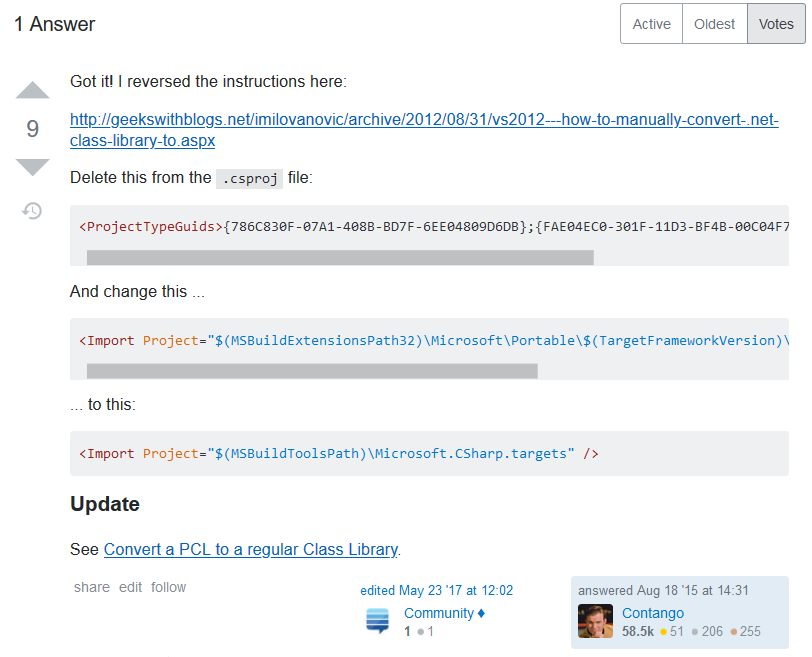 1 Answer
Active Oldest Votes
Got it! I reversed the instructions here:
9
http://geekswithblogs.net/imilovanovic/archive/2012/08/31/vs2012---how-to-manually-convert-.net-
class-library-to.aspx
Delete this from the .csproj file:
<ProjectTypeGuids>{786C830F-07A1-408B-BD7F-6EE04809D6DB};{FAE04EC0-301F-11D3-BF4B-00C04F7
And change this ...
<Import Project="$(MSBuildExtensionsPath32)\Microsoft\Portable\$(TargetFrameworkVersion)\
... to this:
<Import Project="$(MSBuildToolsPath)\Microsoft.CSharp.targets" />
Update
See Convert a PCL to a regular Class Library.
share edit follow
edited May 23 '17 at 12:02
Community ♦
1 ●1
answered Aug 18 '15 at 14:31
Contango
58.5k ●51 ●206 ●255